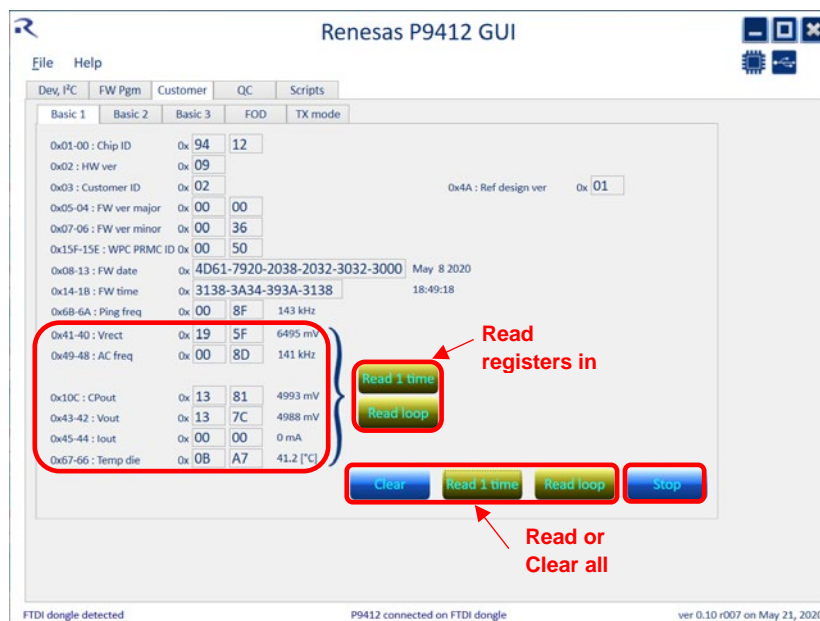 Renesas P9412 GUI
File Help
Dev, I²C FW Pgm Customer QC Scripts
Basic 1 Basic 2 Basic 3 FOD TX mode
0x01-00 : Chip ID 0x 94 12
0x02 : HW ver 0x 09
0x03 : Customer ID 0x 02 0x4A : Ref design ver 0x 01
0x05-04 : FW ver major 0x 00 00
0x07-06 : FW ver minor 0x 00 36
0x15F-15E : WPC PRMC ID 0x 00 50
0x08-13 : FW date 0x 4D61-7920-2038-2032-3032-3000 May 8 2020
0x14-1B : FW time 0x 3138-3A34-393A-3138 18:49:18
0x6B-6A : Ping freq 0x 00 8F 143 kHz
0x41-40 : Vrect 0x 19 5F 6495 mV
0x49-48 : AC freq 0x 00 8D 141 kHz
0x10C : CPout 0x 13 81 4993 mV
0x43-42 : Vout 0x 13 7C 4988 mV
0x45-44 : Iout 0x 00 00 0 mA
0x67-66 : Temp die 0x 0B A7 41.2 [°C]
Read 1 time
Read loop
Read
registers in
Clear Read 1 time Read loop Stop
Read or
Clear all
FTDI dongle detected P9412 connected on FTDI dongle ver 0.10 r007 on May 21, 2020